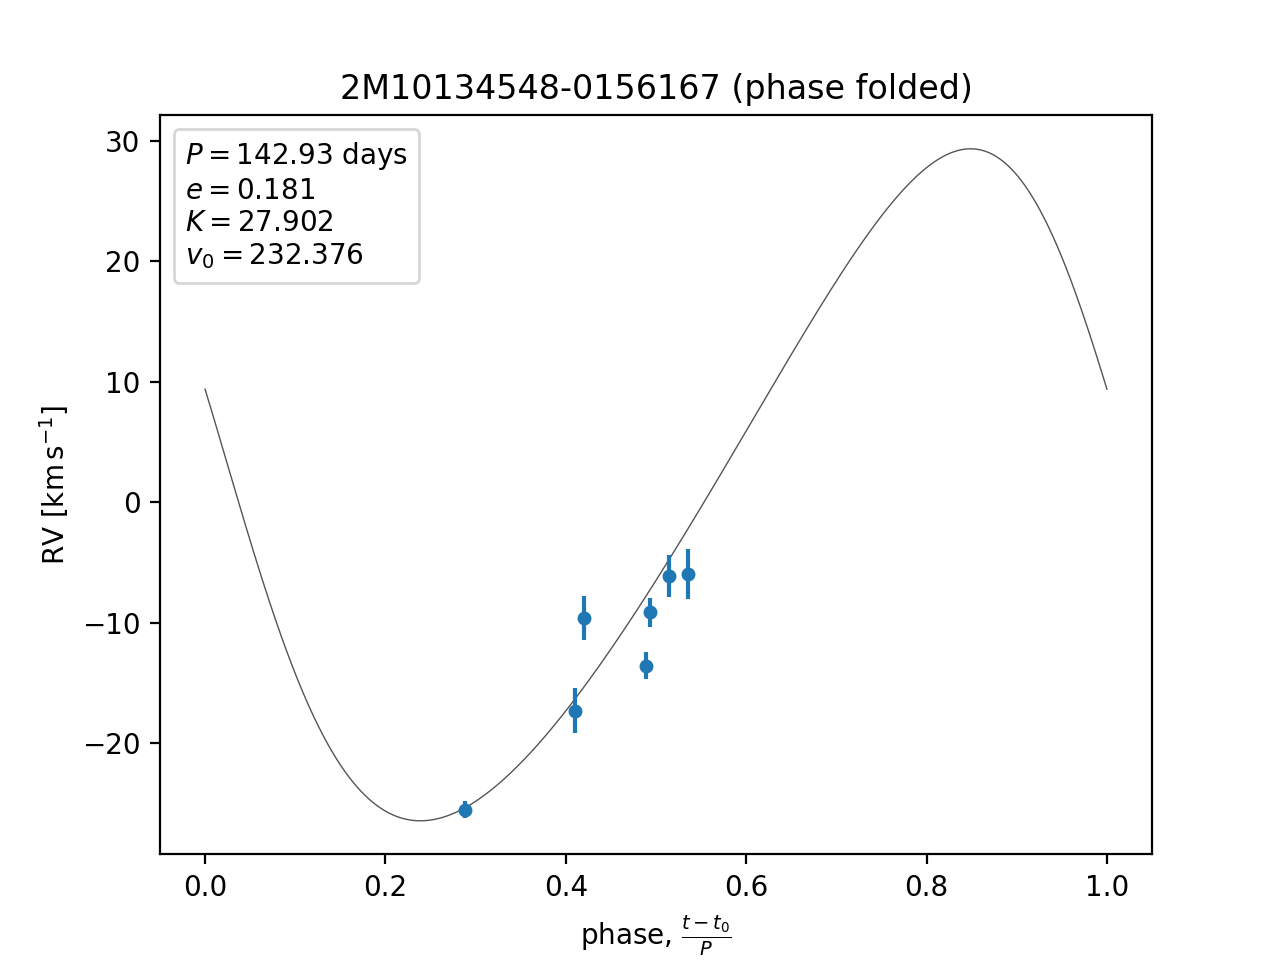 2M10134548-0156167 (phase folded)
P = 142.93 days
e = 0.181
K = 27.902
v₀ = 232.376
30
20
10
0
−10
−20
RV [km s⁻¹]
0.0 0.2 0.4 0.6 0.8 1.0
phase, (t − t₀)/P